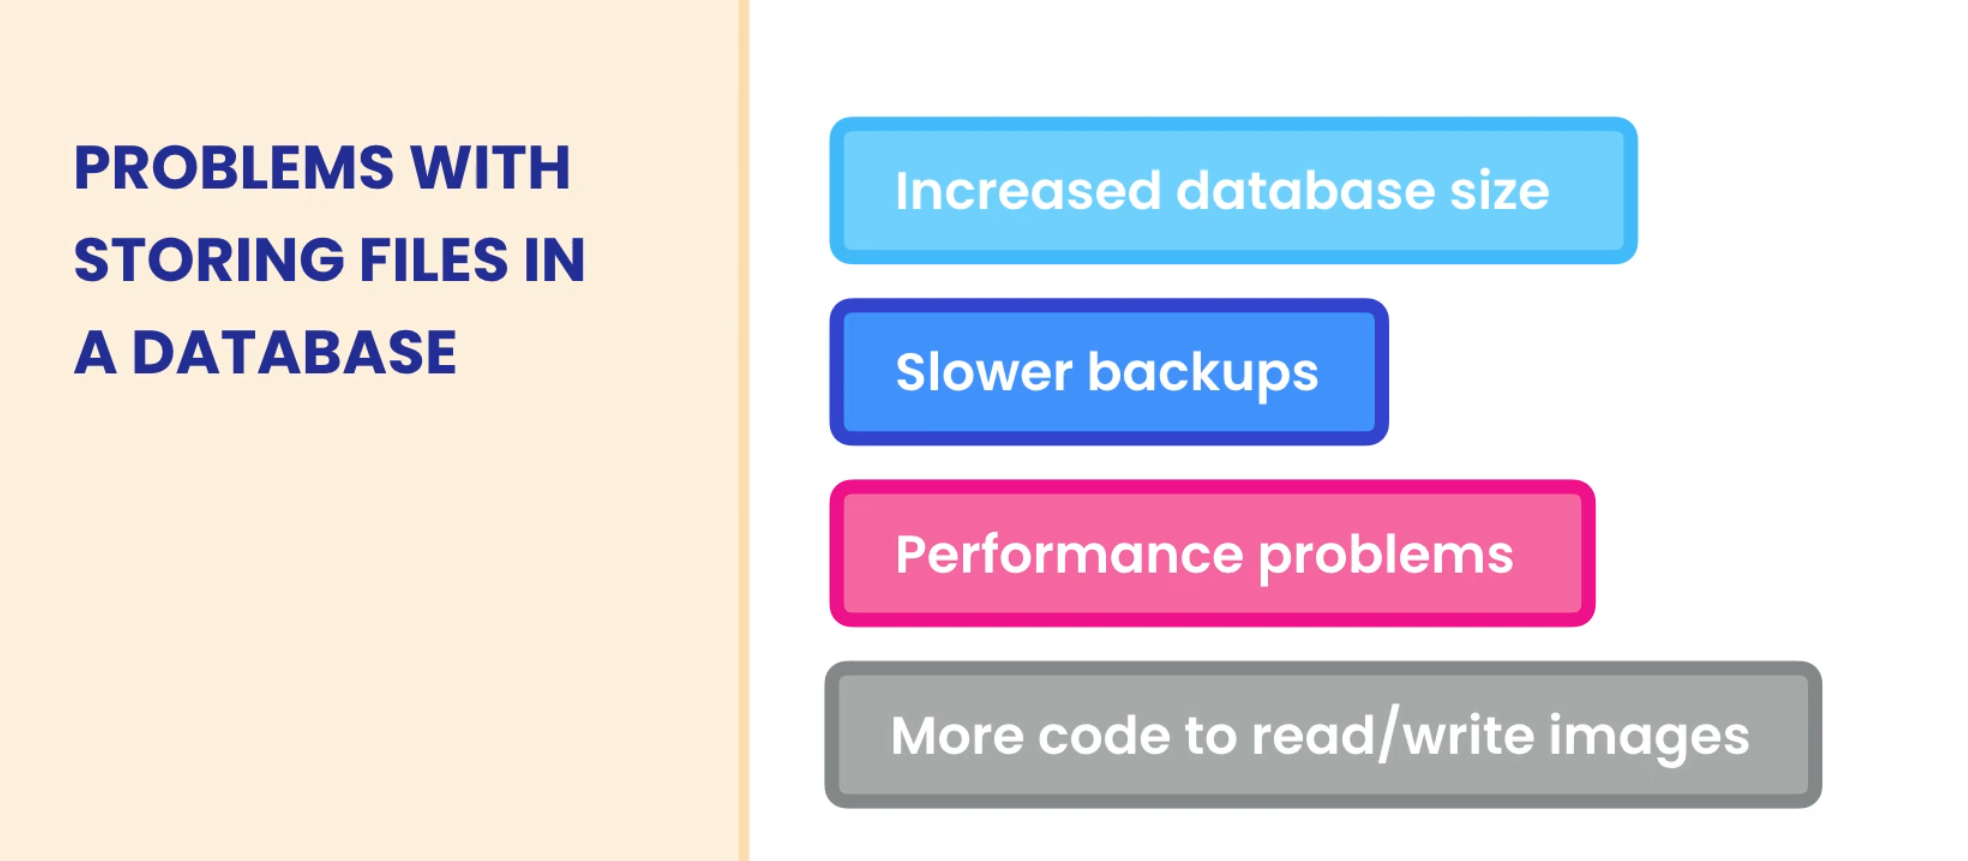 PROBLEMS WITH
STORING FILES IN
A DATABASE
Increased database size
Slower backups
Performance problems
More code to read/write images